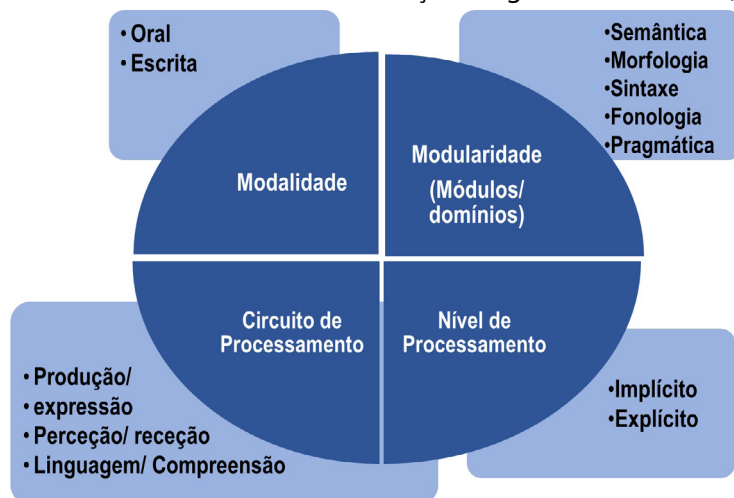 • Oral
• Escrita
•Semântica
•Morfologia
•Sintaxe
•Fonologia
•Pragmática
Modalidade
Modularidade
(Módulos/
domínios)
Circuito de
Processamento
Nível de
Processamento
• Produção/
• expressão
• Perceção/ receção
• Linguagem/ Compreensão
•Implícito
•Explícito